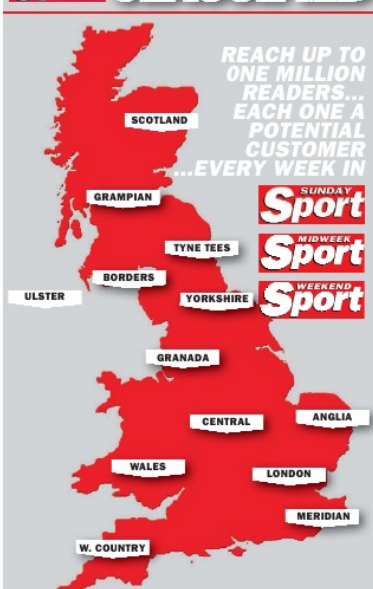 REACH UP TO
ONE MILLION
READERS...
EACH ONE A
POTENTIAL
CUSTOMER
...EVERY WEEK IN
SUNDAY
Sport
MIDWEEK
Sport
WEEKEND
Sport
SCOTLAND
GRAMPIAN
TYNE TEES
BORDERS
ULSTER
YORKSHIRE
GRANADA
CENTRAL
ANGLIA
WALES
LONDON
MERIDIAN
W. COUNTRY